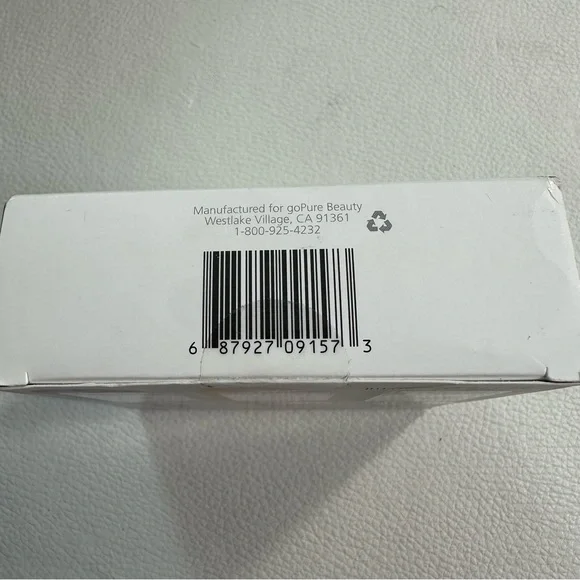 Manufactured for goPure Beauty
Westlake Village, CA 91361
1-800-925-4232
6 87927 09157 3